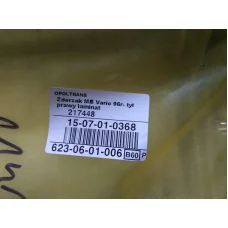 OPOLTRANS
Zderzak MB Vario 96r- tył
prawy laminat
217448
15-07-01-0368
623-06-01-006 B60 P